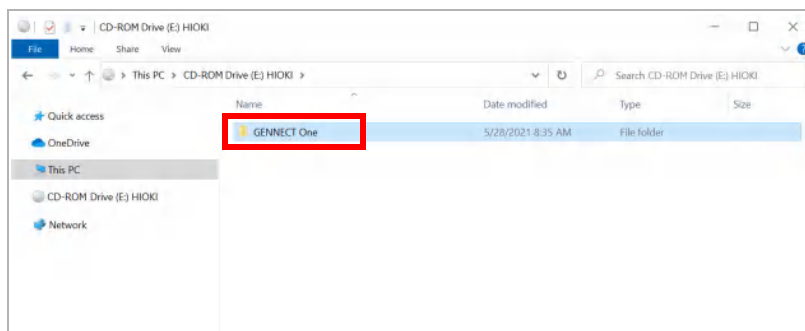 CD-ROM Drive (E:) HIOKI
File Home Share View
This PC > CD-ROM Drive (E:) HIOKI >
Search CD-ROM Drive (E:) HIOKI
Name Date modified Type Size
Quick access
GENNECT One 5/28/2021 8:35 AM File folder
OneDrive
This PC
CD-ROM Drive (E:) HIOKI
Network